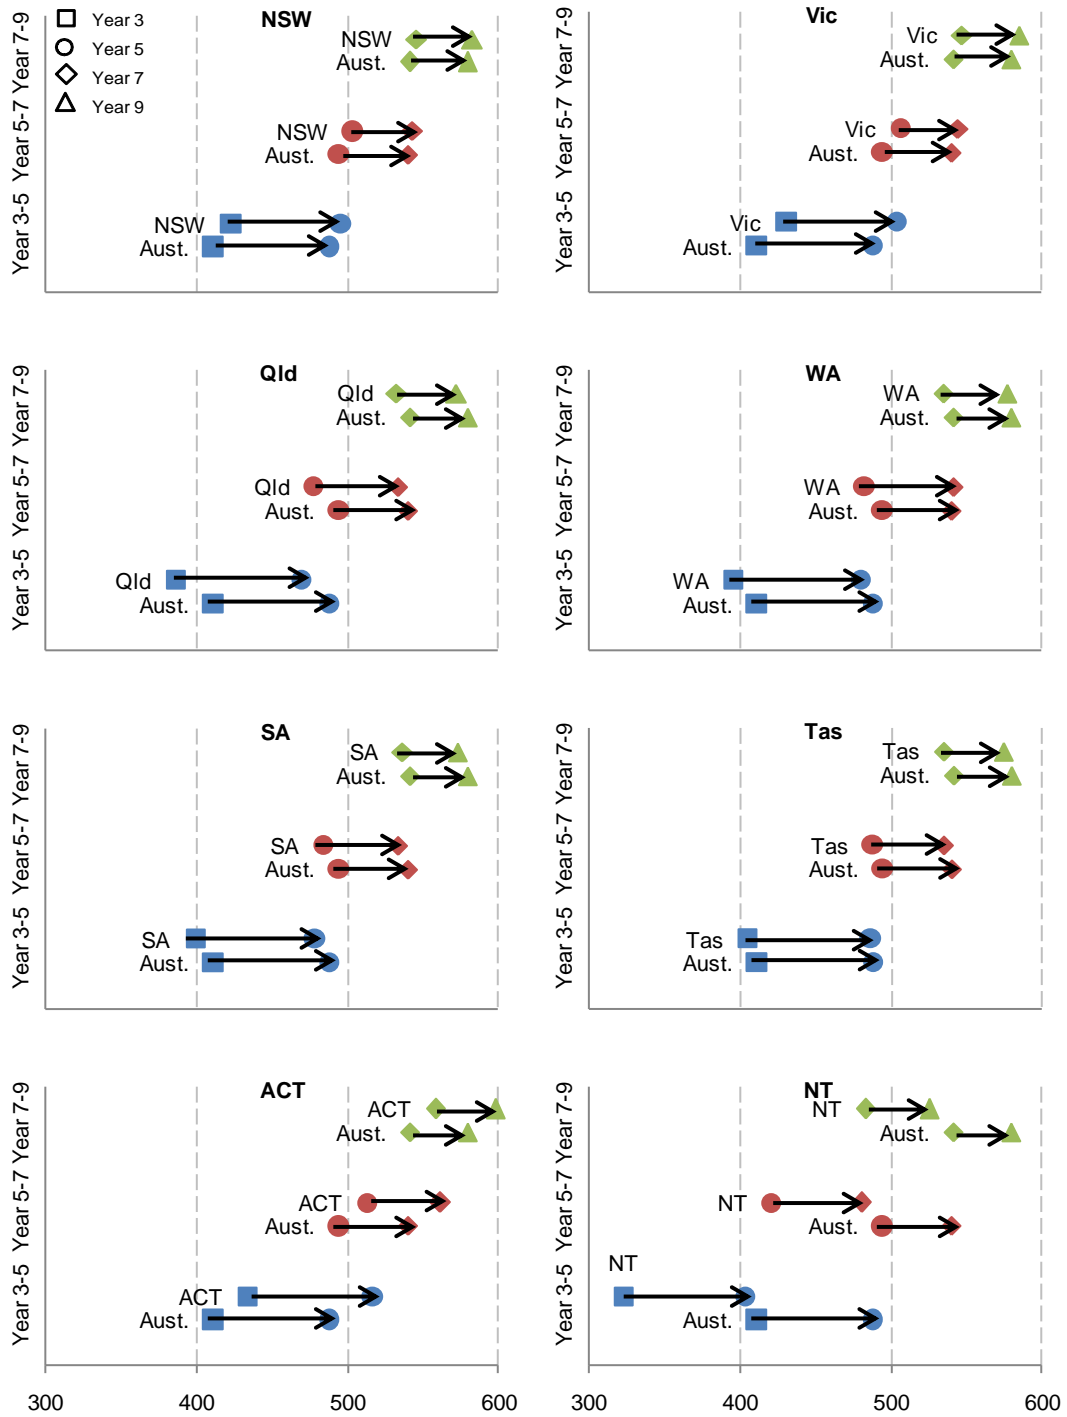 NSW
Year 3
Year 5
Year 7
Year 9
Year 3-5 Year 5-7 Year 7-9
NSW
Aust.
NSW
Aust.
NSW
Aust.
Vic
Year 3-5 Year 5-7 Year 7-9
Vic
Aust.
Vic
Aust.
Vic
Aust.
Qld
Year 3-5 Year 5-7 Year 7-9
Qld
Aust.
Qld
Aust.
Qld
Aust.
WA
Year 3-5 Year 5-7 Year 7-9
WA
Aust.
WA
Aust.
WA
Aust.
SA
Year 3-5 Year 5-7 Year 7-9
SA
Aust.
SA
Aust.
SA
Aust.
Tas
Year 3-5 Year 5-7 Year 7-9
Tas
Aust.
Tas
Aust.
Tas
Aust.
ACT
Year 3-5 Year 5-7 Year 7-9
ACT
Aust.
ACT
Aust.
ACT
Aust.
300 400 500 600
NT
Year 3-5 Year 5-7 Year 7-9
NT
Aust.
NT
Aust.
NT
Aust.
300 400 500 600